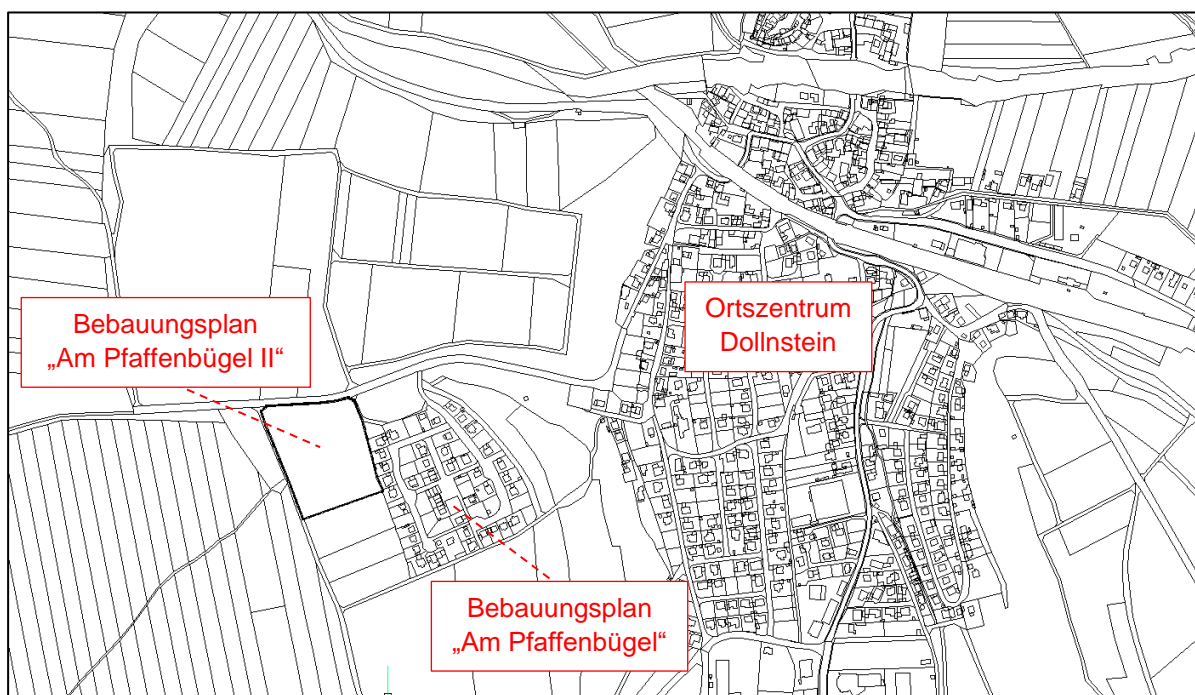 Ortszentrum
Dollnstein
Bebauungsplan
„Am Pfaffenbügel II“
Bebauungsplan
„Am Pfaffenbügel“